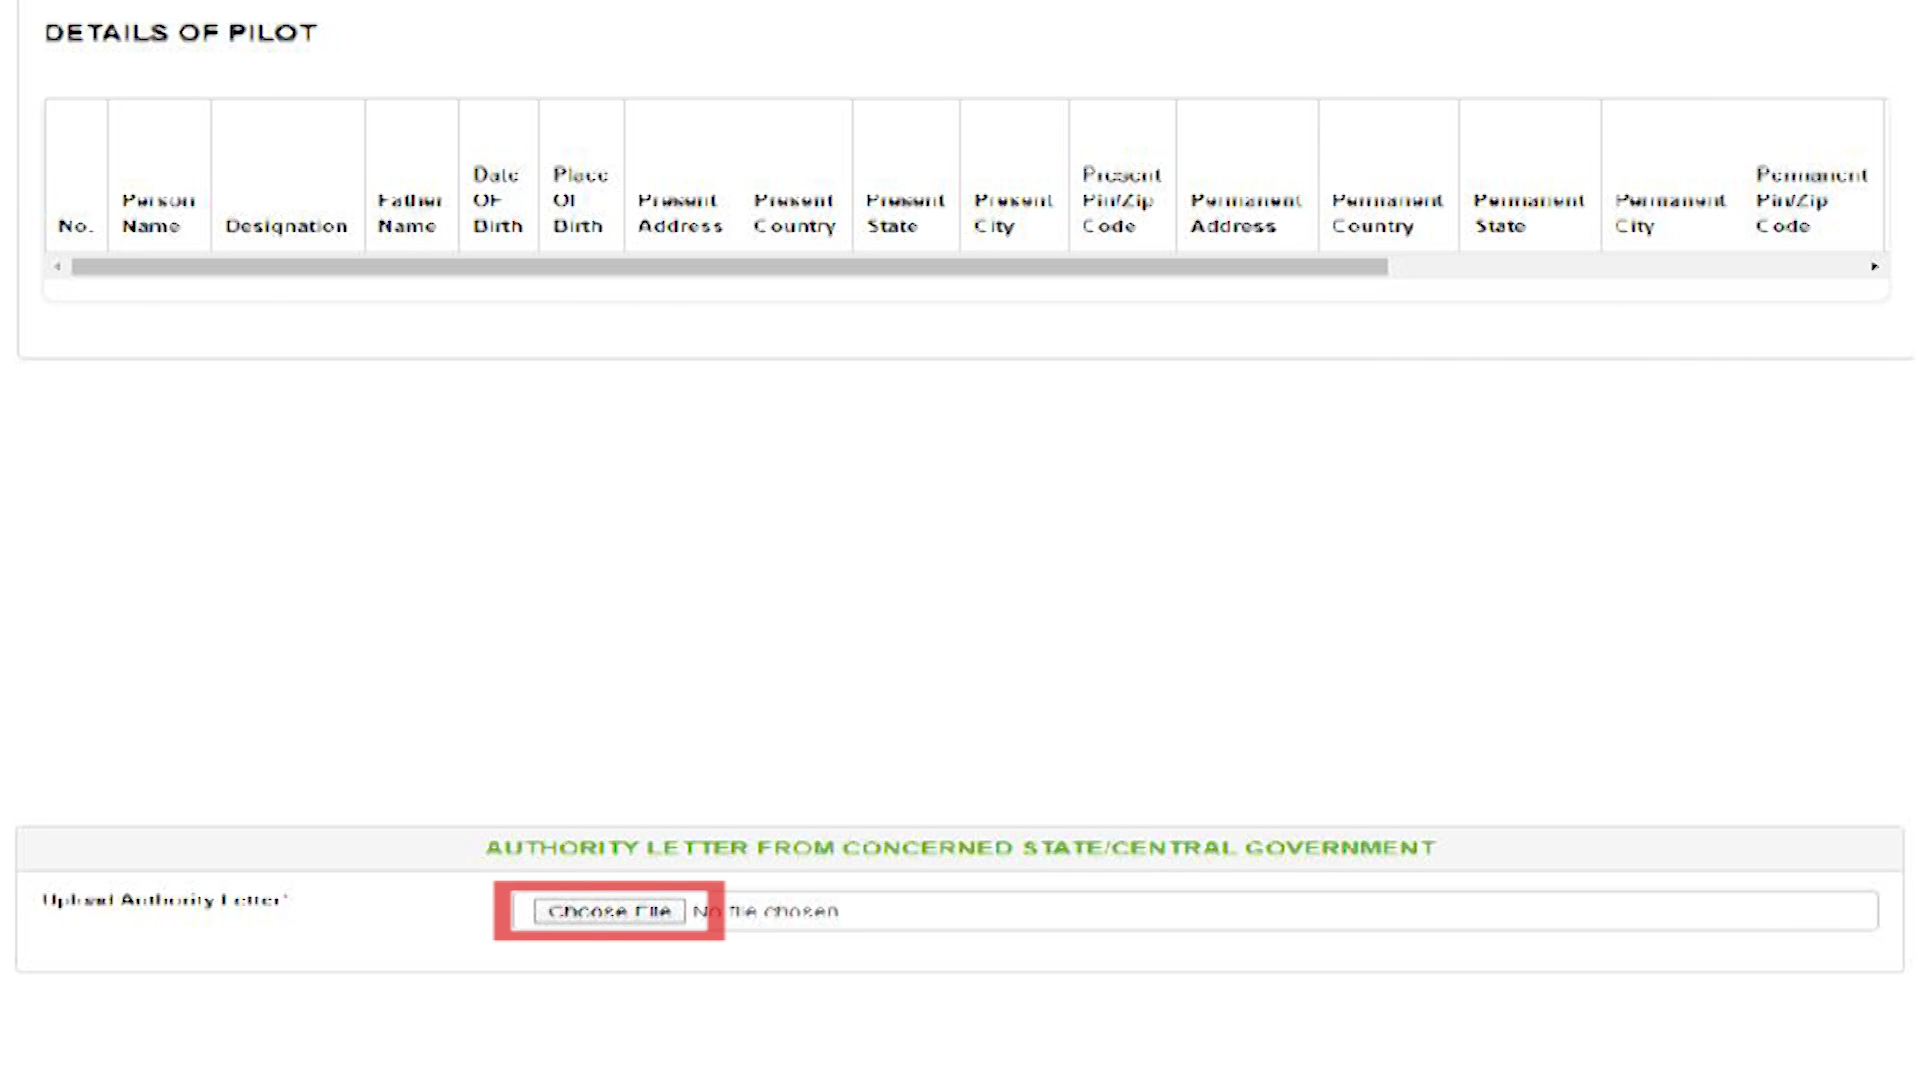 DETAILS OF PILOT
No.
Person Name
Designation
Father Name
Date OF Birth
Place Of Birth
Present Address
Present Country
Present State
Present City
Present Pin/Zip Code
Permanent Address
Permanent Country
Permanent State
Permanent City
Permanent Pin/Zip Code
AUTHORITY LETTER FROM CONCERNED STATE/CENTRAL GOVERNMENT
Upload Authority Letter*
Choose File No file chosen